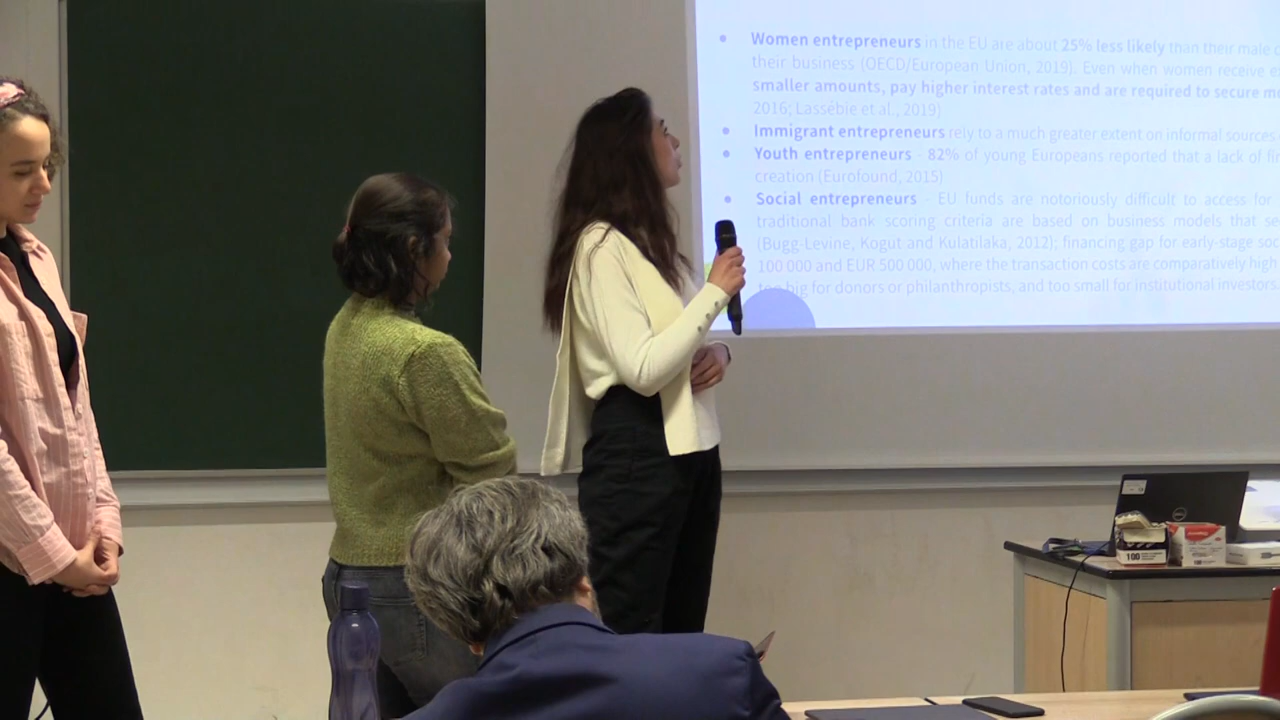 Women entrepreneurs in the EU are about 25% less likely than their male
their business (OECD/European Union, 2019). Even when women receive
smaller amounts, pay higher interest rates and are required to secure
2016; Lassébie et al., 2019)
Immigrant entrepreneurs rely to a much greater extent on informal sources
Youth entrepreneurs - 82% of young Europeans reported that a lack of
creation (Eurofound, 2015)
Social entrepreneurs - EU funds are notoriously difficult to access for
traditional bank scoring criteria are based on business models that
(Bugg-Levine, Kogut and Kulatilaka, 2012); financing gap for early-stage
100 000 and EUR 500 000, where the transaction costs are comparatively high
too big for donors or philanthropists, and too small for institutional investors.
DELL
100